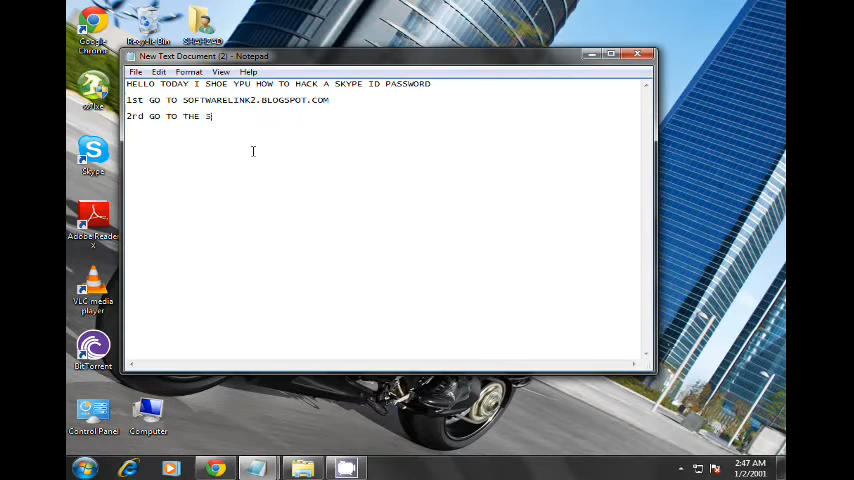 Google Chrome
Recycle Bin
SHAHZAD
New Text Document (2) - Notepad
File Edit Format View Help
HELLO TODAY I SHOE YPU HOW TO HACK A SKYPE ID PASSWORD
1st GO TO SOFTWARELINK2.BLOGSPOT.COM
2rd GO TO THE S
Skype
Adobe Reader X
VLC media player
BitTorrent
Control Panel
Computer
2:47 AM
1/2/2001